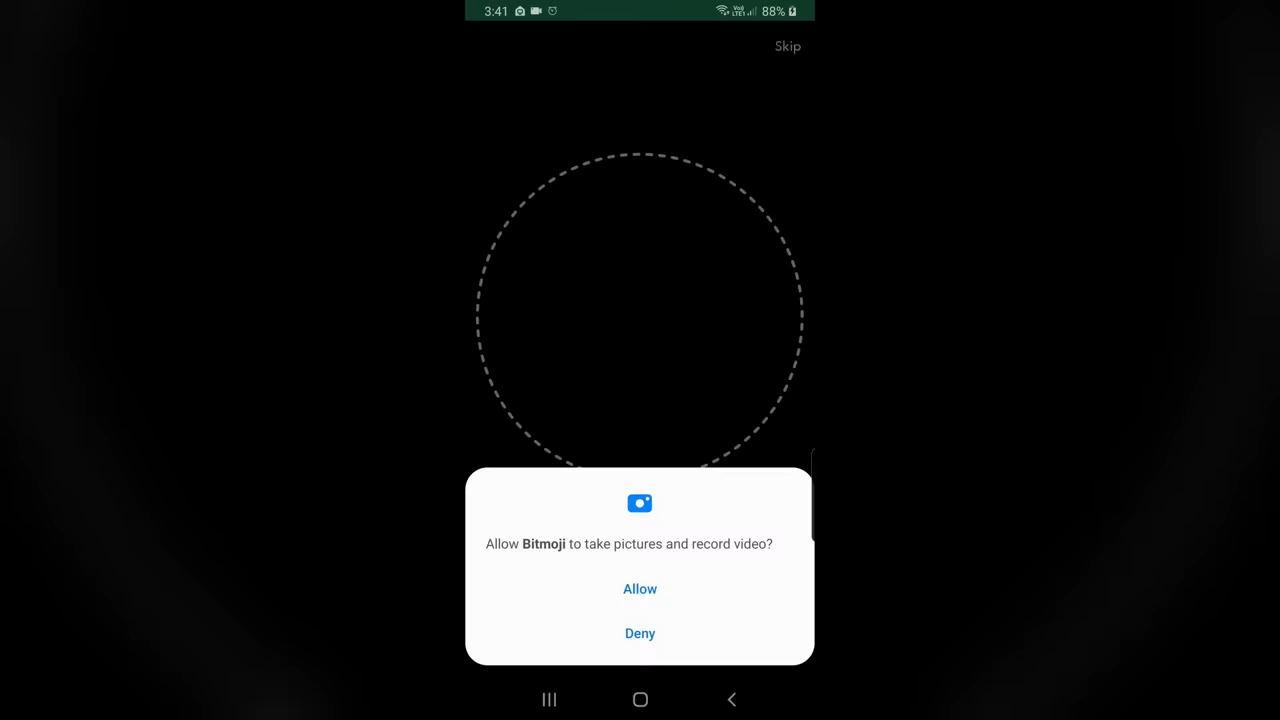 3:41 88%
Skip
Allow Bitmoji to take pictures and record video?
Allow
Deny